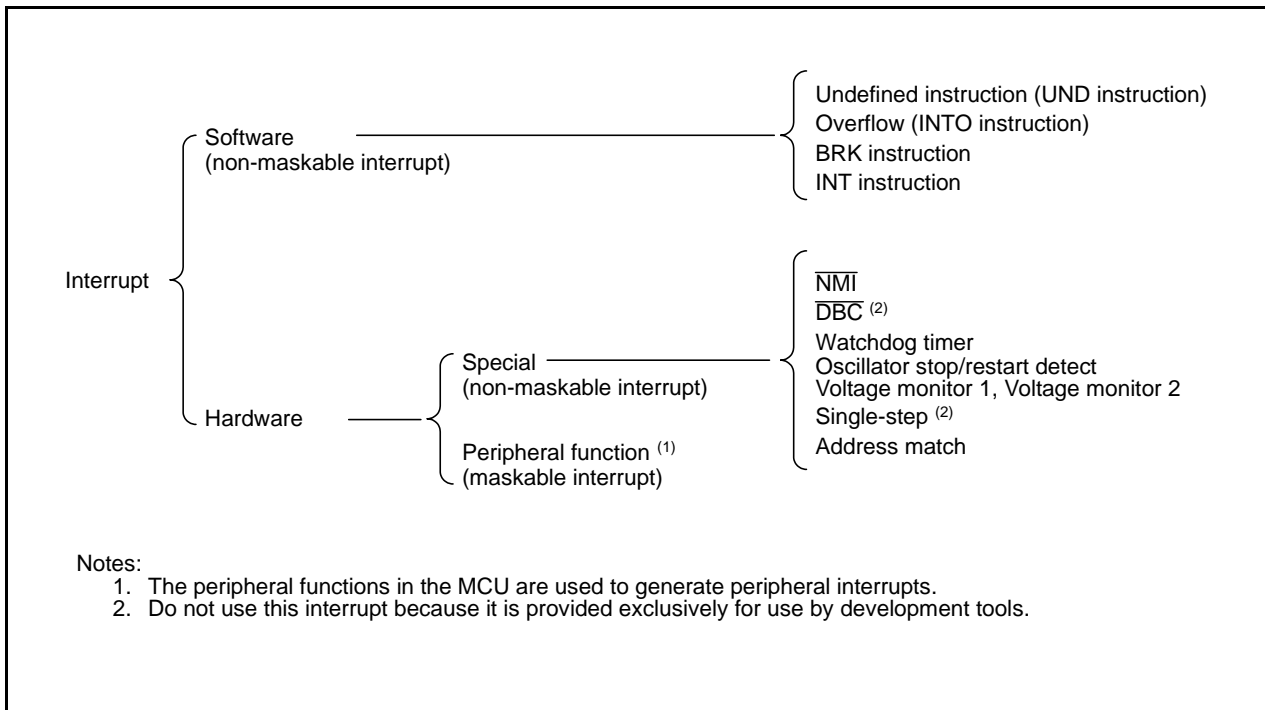 Interrupt
Software
(non-maskable interrupt)
Undefined instruction (UND instruction)
Overflow (INTO instruction)
BRK instruction
INT instruction
Hardware
Special
(non-maskable interrupt)
NMI
DBC (2)
Watchdog timer
Oscillator stop/restart detect
Voltage monitor 1, Voltage monitor 2
Single-step (2)
Address match
Peripheral function (1)
(maskable interrupt)
Notes:
1. The peripheral functions in the MCU are used to generate peripheral interrupts.
2. Do not use this interrupt because it is provided exclusively for use by development tools.